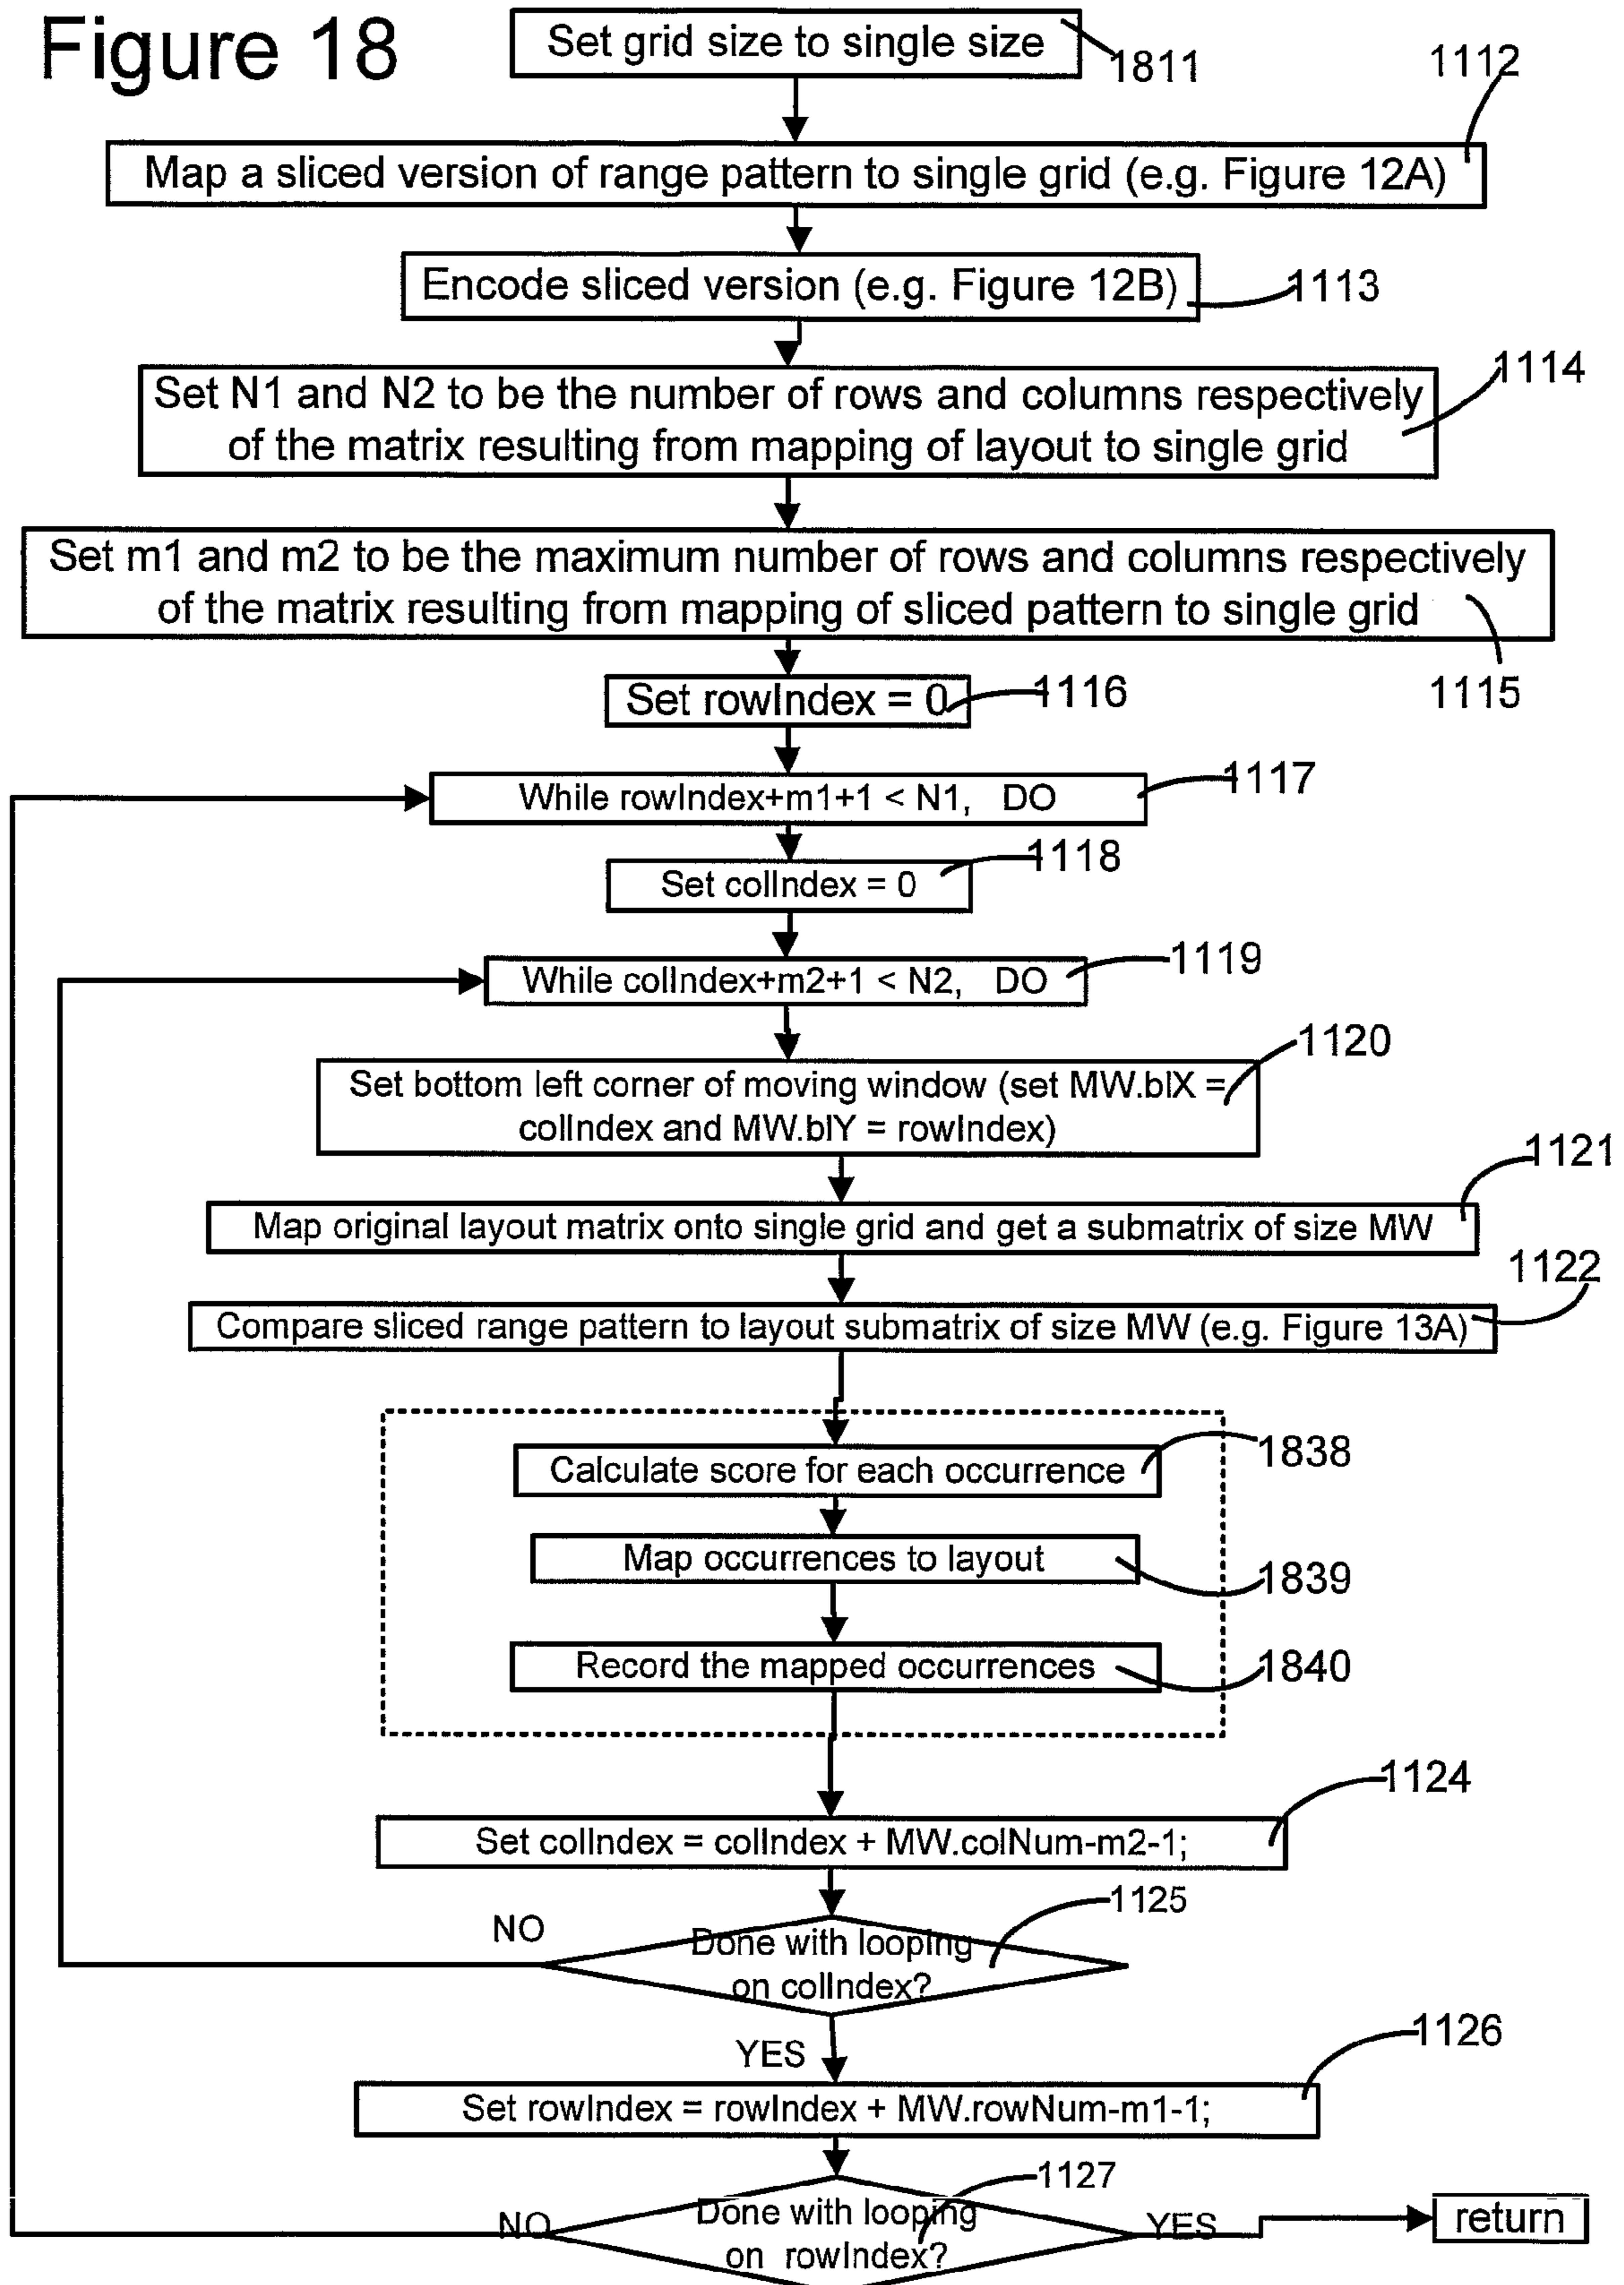 Figure 18
Set grid size to single size
1811
1112
Map a sliced version of range pattern to single grid (e.g. Figure 12A)
Encode sliced version (e.g. Figure 12B)
1113
1114
Set N1 and N2 to be the number of rows and columns respectively
of the matrix resulting from mapping of layout to single grid
Set m1 and m2 to be the maximum number of rows and columns respectively
of the matrix resulting from mapping of sliced pattern to single grid
1115
Set rowIndex = 0
1116
While rowIndex+m1+1 < N1, DO
1117
Set colIndex = 0
1118
While colIndex+m2+1 < N2, DO
1119
1120
Set bottom left corner of moving window (set MW.blX =
colIndex and MW.blY = rowIndex)
1121
Map original layout matrix onto single grid and get a submatrix of size MW
1122
Compare sliced range pattern to layout submatrix of size MW (e.g. Figure 13A)
Calculate score for each occurrence
1838
Map occurrences to layout
1839
Record the mapped occurrences
1840
1124
Set colIndex = colIndex + MW.colNum-m2-1;
1125
NO
Done with looping
on colIndex?
YES
1126
Set rowIndex = rowIndex + MW.rowNum-m1-1;
1127
NO
Done with looping
on rowIndex?
YES
return